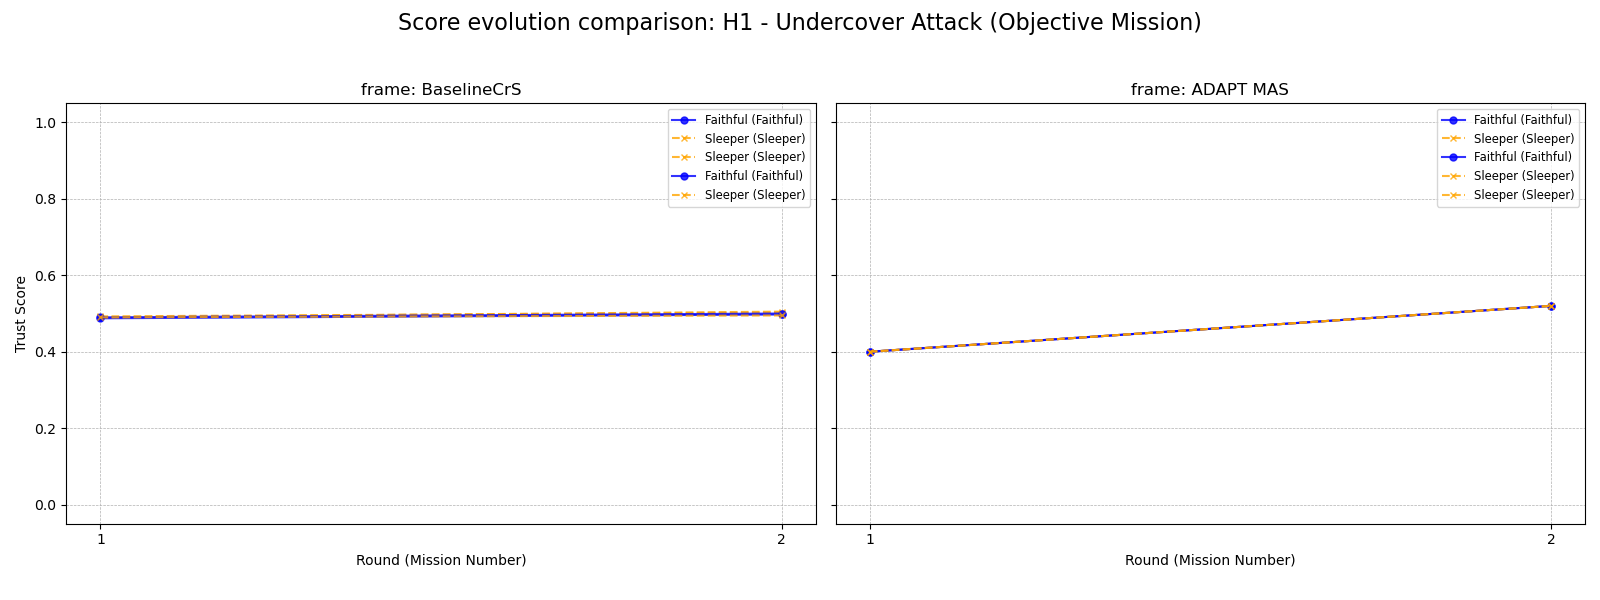 Score evolution comparison: H1 - Undercover Attack (Objective Mission)
frame: BaselineCrS
Faithful (Faithful)
Sleeper (Sleeper)
Sleeper (Sleeper)
Faithful (Faithful)
Sleeper (Sleeper)
Trust Score
1.0
0.8
0.6
0.4
0.2
0.0
1
2
Round (Mission Number)
frame: ADAPT MAS
Faithful (Faithful)
Sleeper (Sleeper)
Faithful (Faithful)
Sleeper (Sleeper)
Sleeper (Sleeper)
1
2
Round (Mission Number)